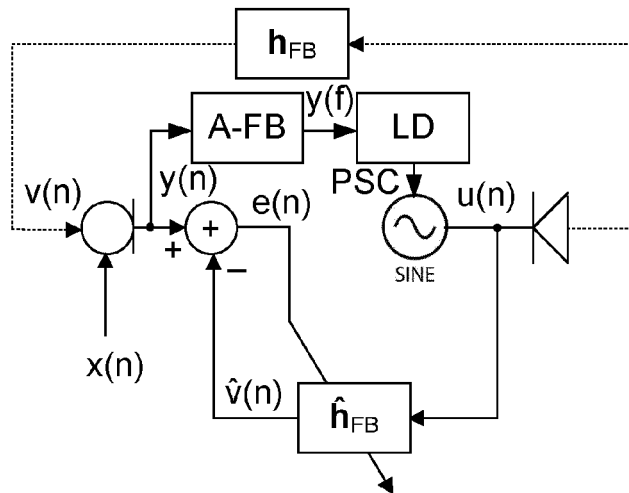 h_FB
y(f)
A-FB
LD
PSC
v(n)
y(n)
e(n)
u(n)
+
+
−
SINE
x(n)
v̂(n)
ĥ_FB